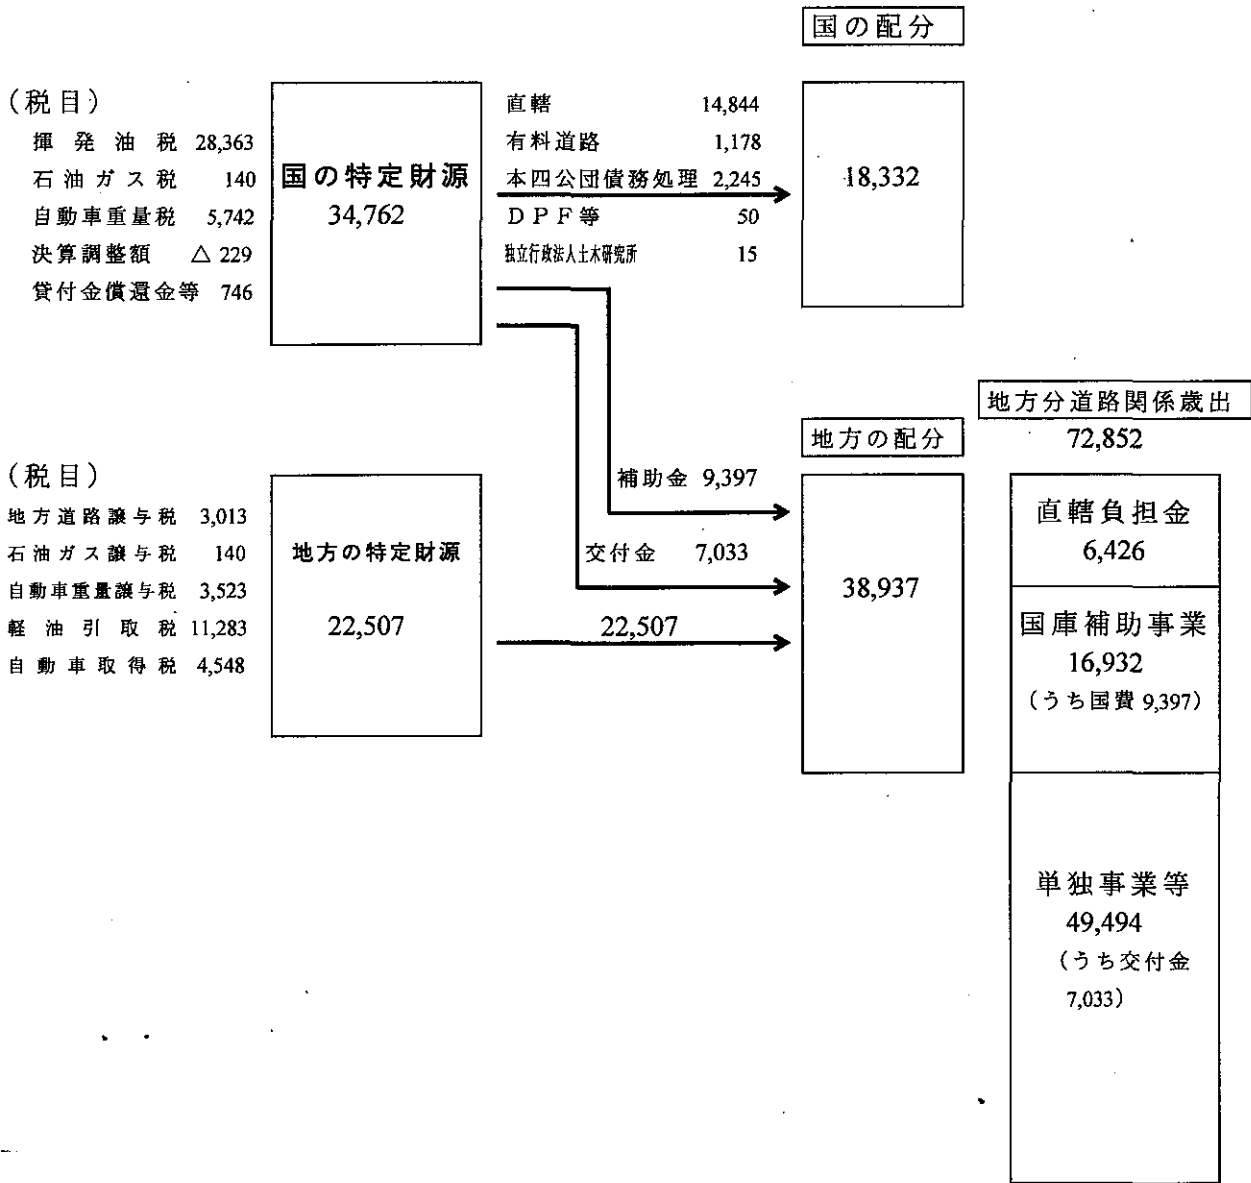 国の配分
(税目)
揮発油税 28,363
石油ガス税 140
自動車重量税 5,742
決算調整額 △ 229
貸付金償還金等 746
国の特定財源
34,762
直轄 14,844
有料道路 1,178
本四公団債務処理 2,245
DPF等 50
独立行政法人土木研究所 15
18,332
地方分道路関係歳出
72,852
地方の配分
(税目)
地方道路譲与税 3,013
石油ガス譲与税 140
自動車重量譲与税 3,523
軽油引取税 11,283
自動車取得税 4,548
地方の特定財源
22,507
補助金 9,397
交付金 7,033
22,507
38,937
直轄負担金
6,426
国庫補助事業
16,932
(うち国費 9,397)
単独事業等
49,494
(うち交付金
7,033)